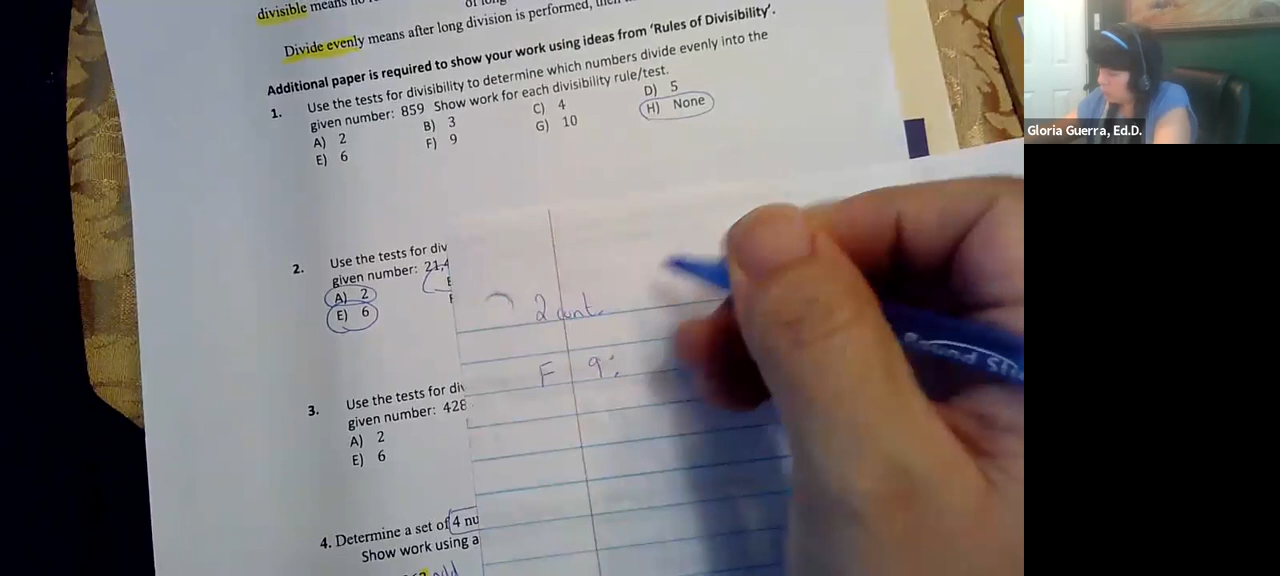 divisible means no
of long
Divide evenly means after long division is performed, then
Additional paper is required to show your work using ideas from 'Rules of Divisibility'.
1. Use the tests for divisibility to determine which numbers divide evenly into the
given number: 859 Show work for each divisibility rule/test.
A) 2 B) 3 C) 4 D) 5
E) 6 F) 9 G) 10 H) None
2. Use the tests for div
given number: 21,4
A) 2
E) 6
2 cont.
F 9:
3. Use the tests for div
given number: 428
A) 2
E) 6
4. Determine a set of 4 nu
Show work using a
Gloria Guerra, Ed.D.